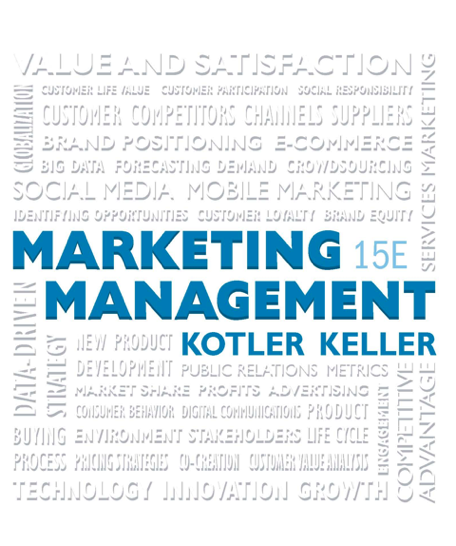 VALUE AND SATISFACTION
GLOBALIZATION
CUSTOMER LIFE VALUE CUSTOMER PARTICIPATION SOCIAL RESPONSIBILITY
CUSTOMER COMPETITORS CHANNELS SUPPLIERS
BRAND POSITIONING E-COMMERCE
BIG DATA FORECASTING DEMAND CROWDSOURCING
SOCIAL MEDIA MOBILE MARKETING
IDENTIFYING OPPORTUNITIES CUSTOMER LOYALTY BRAND EQUITY
SERVICES MARKETING
MARKETING 15E
MANAGEMENT
KOTLER KELLER
DATA-DRIVEN
STRATEGY
NEW PRODUCT
DEVELOPMENT PUBLIC RELATIONS METRICS
MARKET SHARE PROFITS ADVERTISING
CONSUMER BEHAVIOR DIGITAL COMMUNICATIONS PRODUCT
BUYING ENVIRONMENT STAKEHOLDERS LIFE CYCLE
PROCESS PRICING STRATEGIES CO-CREATION CUSTOMER VALUE ANALYSIS
TECHNOLOGY INNOVATION GROWTH
ENGAGEMENT
COMPETITIVE
ADVANTAGE